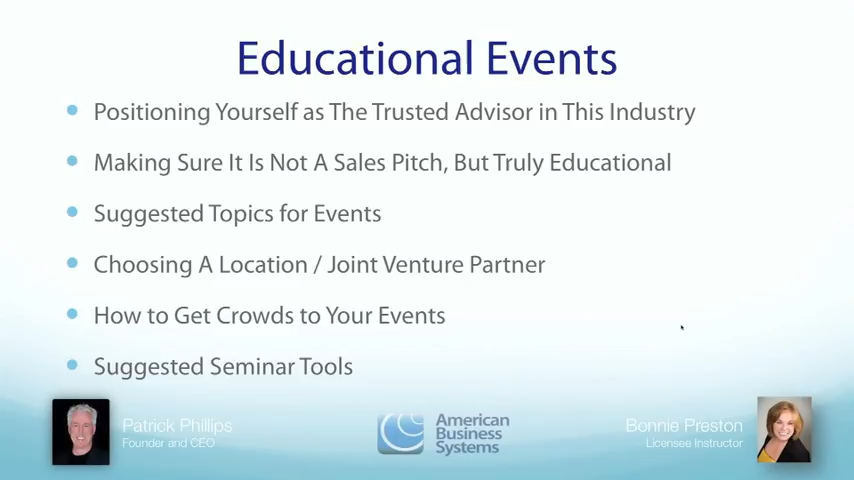 Educational Events
Positioning Yourself as The Trusted Advisor in This Industry
Making Sure It Is Not A Sales Pitch, But Truly Educational
Suggested Topics for Events
Choosing A Location / Joint Venture Partner
How to Get Crowds to Your Events
Suggested Seminar Tools
Patrick Phillips
Founder and CEO
American
Business
Systems
Bonnie Preston
Licensee Instructor